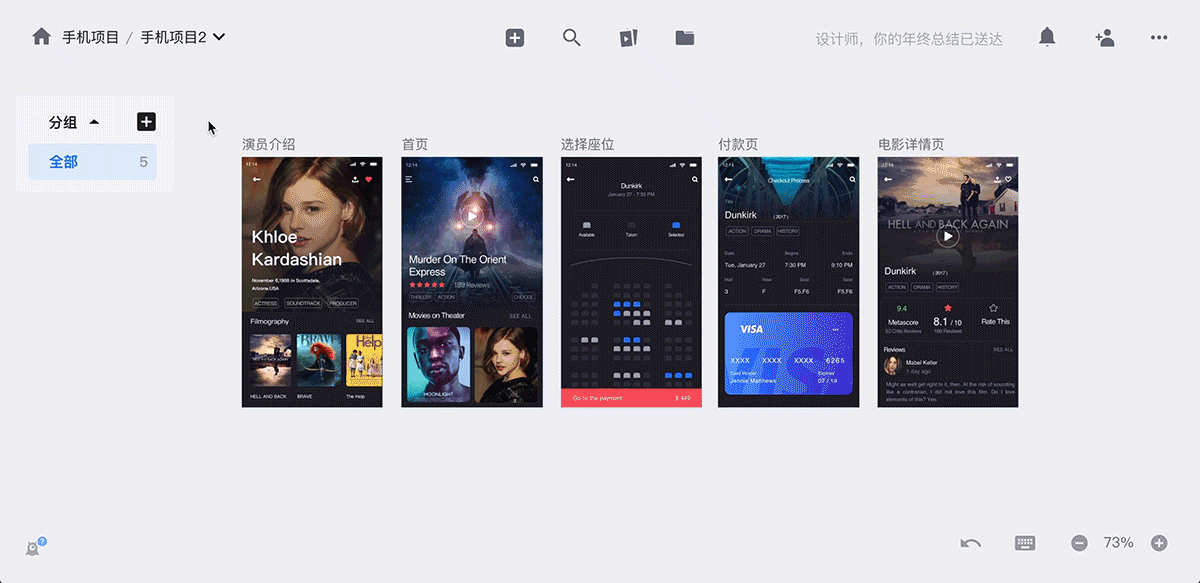 手机项目 / 手机项目2
设计师，你的年终总结已送达
分组
全部 5
演员介绍
12:14
Khloe
Kardashian
November 6,1988 in Scottsdale,
Arizona.USA
ACTRESS SOUNDTRACK PRODUCER
Filmography SEE ALL
HELL AND BACK BRAVE The Help
首页
12:14
Murder On The Orient
Express
189 Reviews
THRILLER ACTION CHOOSE
Movies on Theater SEE ALL
MOONLIGHT
选择座位
12:14
Dunkirk
January 27 - 7:30 PM
Available Taken Selected
Go to the payment
付款页
12:14
Checkout Process
Title
Dunkirk (2017)
ACTION DRAMA HISTORY
Date Begins Ends
Tue, January 27 7:30 PM 9:10 PM
Hall Row Seat Seat
3 F F5,F6 F5,F6
VISA
XXXX XXXX XXXX 6265
Card Holder Expires
Jennie Matthews 07 / 19
电影详情页
12:14
HELL AND BACK AGAIN
Dunkirk (2017)
ACTION DRAMA HISTORY
9.4
Metascore 8.1 / 10 Rate This
189 Reviews
Reviews SEE ALL
Mabel Keller
1 day ago
Might as well get right to it, then. At the risk of sounding
like a contrarian, I did not love this film. Do I love
elements of this? Yes.
73%